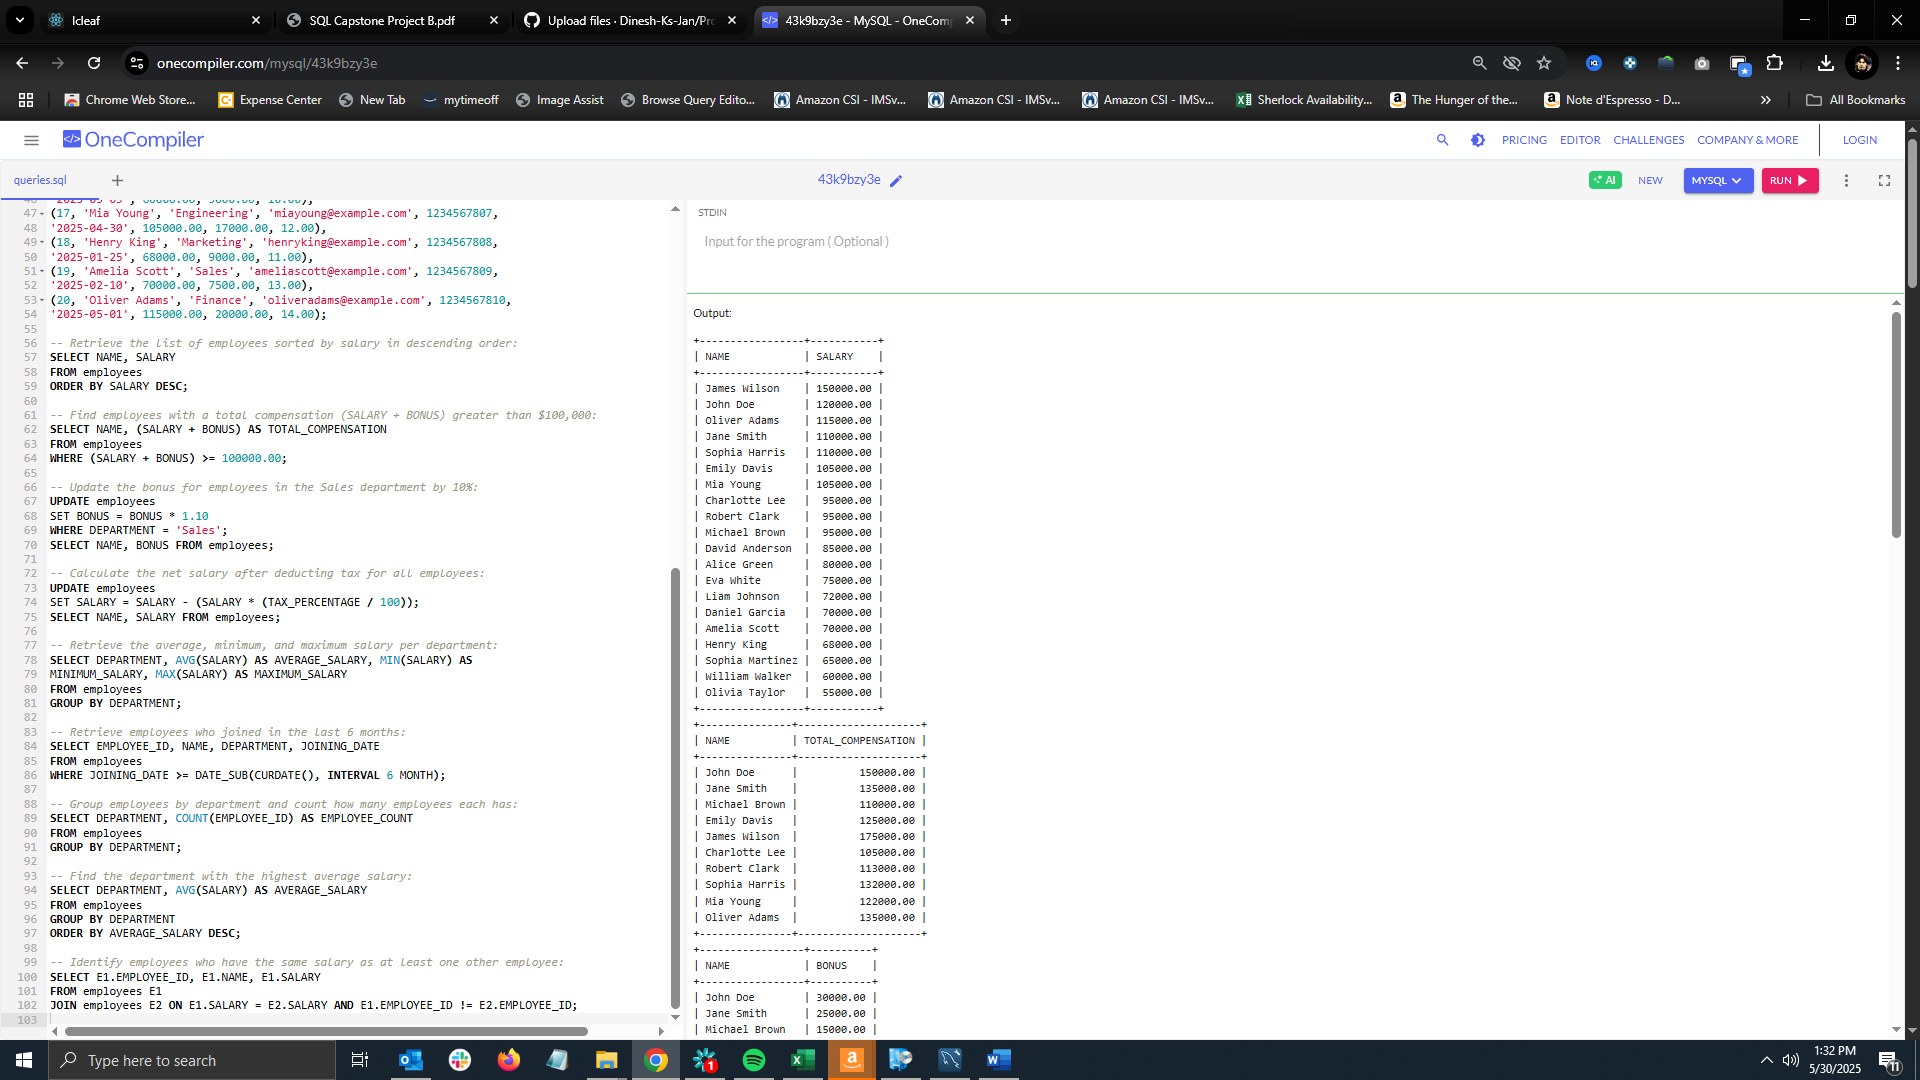 lcleaf
SQL Capstone Project B.pdf
Upload files · Dinesh-Ks-Jan/Pro
43k9bzy3e - MySQL - OneComp
onecompiler.com/mysql/43k9bzy3e
Chrome Web Store...
Expense Center
New Tab
mytimeoff
Image Assist
Browse Query Edito...
Amazon CSI - IMSv...
Amazon CSI - IMSv...
Amazon CSI - IMSv...
Sherlock Availability...
The Hunger of the...
Note d'Espresso - D...
All Bookmarks
OneCompiler
PRICING
EDITOR
CHALLENGES
COMPANY & MORE
LOGIN
queries.sql
43k9bzy3e
AI
NEW
MYSQL
RUN
47 (17, 'Mia Young', 'Engineering', 'miayoung@example.com', 1234567807,
48 '2025-04-30', 105000.00, 17000.00, 12.00),
49 (18, 'Henry King', 'Marketing', 'henryking@example.com', 1234567808,
50 '2025-01-25', 68000.00, 9000.00, 11.00),
51 (19, 'Amelia Scott', 'Sales', 'ameliascott@example.com', 1234567809,
52 '2025-02-10', 70000.00, 7500.00, 13.00),
53 (20, 'Oliver Adams', 'Finance', 'oliveradams@example.com', 1234567810,
54 '2025-05-01', 115000.00, 20000.00, 14.00);
55
56 -- Retrieve the list of employees sorted by salary in descending order:
57 SELECT NAME, SALARY
58 FROM employees
59 ORDER BY SALARY DESC;
60
61 -- Find employees with a total compensation (SALARY + BONUS) greater than $100,000:
62 SELECT NAME, (SALARY + BONUS) AS TOTAL_COMPENSATION
63 FROM employees
64 WHERE (SALARY + BONUS) >= 100000.00;
65
66 -- Update the bonus for employees in the Sales department by 10%:
67 UPDATE employees
68 SET BONUS = BONUS * 1.10
69 WHERE DEPARTMENT = 'Sales';
70 SELECT NAME, BONUS FROM employees;
71
72 -- Calculate the net salary after deducting tax for all employees:
73 UPDATE employees
74 SET SALARY = SALARY - (SALARY * (TAX_PERCENTAGE / 100));
75 SELECT NAME, SALARY FROM employees;
76
77 -- Retrieve the average, minimum, and maximum salary per department:
78 SELECT DEPARTMENT, AVG(SALARY) AS AVERAGE_SALARY, MIN(SALARY) AS
79 MINIMUM_SALARY, MAX(SALARY) AS MAXIMUM_SALARY
80 FROM employees
81 GROUP BY DEPARTMENT;
82
83 -- Retrieve employees who joined in the last 6 months:
84 SELECT EMPLOYEE_ID, NAME, DEPARTMENT, JOINING_DATE
85 FROM employees
86 WHERE JOINING_DATE >= DATE_SUB(CURDATE(), INTERVAL 6 MONTH);
87
88 -- Group employees by department and count how many employees each has:
89 SELECT DEPARTMENT, COUNT(EMPLOYEE_ID) AS EMPLOYEE_COUNT
90 FROM employees
91 GROUP BY DEPARTMENT;
92
93 -- Find the department with the highest average salary:
94 SELECT DEPARTMENT, AVG(SALARY) AS AVERAGE_SALARY
95 FROM employees
96 GROUP BY DEPARTMENT
97 ORDER BY AVERAGE_SALARY DESC;
98
99 -- Identify employees who have the same salary as at least one other employee:
100 SELECT E1.EMPLOYEE_ID, E1.NAME, E1.SALARY
101 FROM employees E1
102 JOIN employees E2 ON E1.SALARY = E2.SALARY AND E1.EMPLOYEE_ID != E2.EMPLOYEE_ID;
103
STDIN
Input for the program ( Optional )
Output:
+-----------------+-----------+
| NAME | SALARY |
+-----------------+-----------+
| James Wilson | 150000.00 |
| John Doe | 120000.00 |
| Oliver Adams | 115000.00 |
| Jane Smith | 110000.00 |
| Sophia Harris | 110000.00 |
| Emily Davis | 105000.00 |
| Mia Young | 105000.00 |
| Charlotte Lee | 95000.00 |
| Robert Clark | 95000.00 |
| Michael Brown | 95000.00 |
| David Anderson | 85000.00 |
| Alice Green | 80000.00 |
| Eva White | 75000.00 |
| Liam Johnson | 72000.00 |
| Daniel Garcia | 70000.00 |
| Amelia Scott | 70000.00 |
| Henry King | 68000.00 |
| Sophia Martinez | 65000.00 |
| William Walker | 60000.00 |
| Olivia Taylor | 55000.00 |
+-----------------+-----------+
+---------------+--------------------+
| NAME | TOTAL_COMPENSATION |
+---------------+--------------------+
| John Doe | 150000.00 |
| Jane Smith | 135000.00 |
| Michael Brown | 110000.00 |
| Emily Davis | 125000.00 |
| James Wilson | 175000.00 |
| Charlotte Lee | 105000.00 |
| Robert Clark | 113000.00 |
| Sophia Harris | 132000.00 |
| Mia Young | 122000.00 |
| Oliver Adams | 135000.00 |
+---------------+--------------------+
+-----------------+----------+
| NAME | BONUS |
+-----------------+----------+
| John Doe | 30000.00 |
| Jane Smith | 25000.00 |
| Michael Brown | 15000.00 |
Type here to search
1
1:32 PM
5/30/2025
11